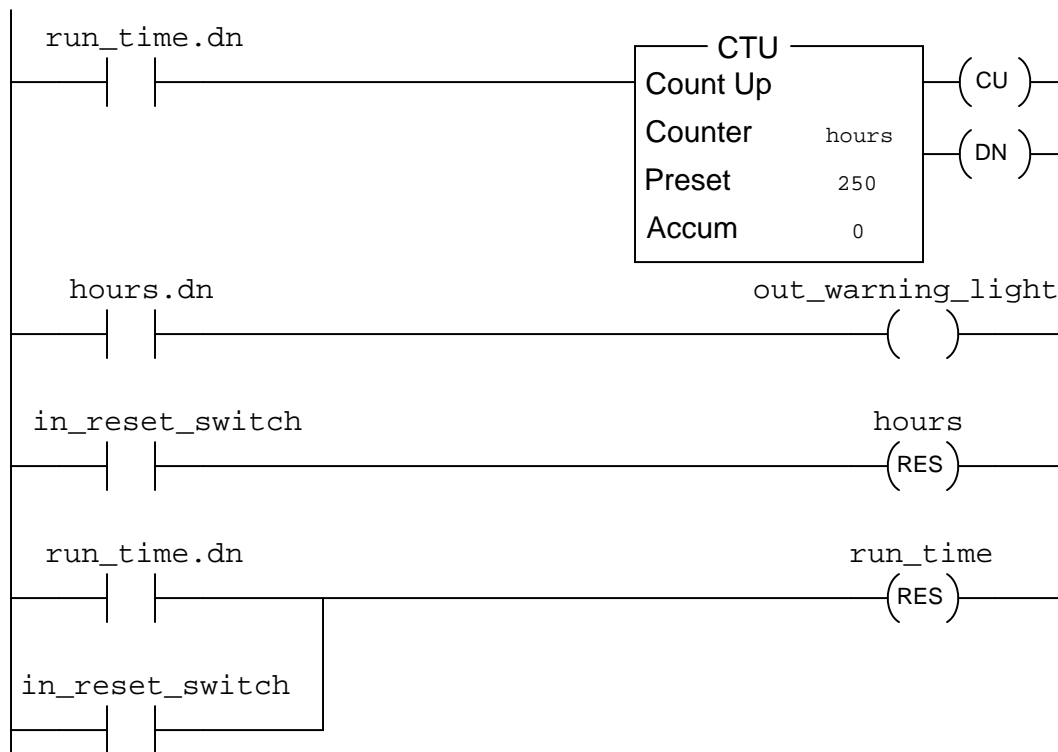 run_time.dn
CTU
Count Up
CU
Counter hours
DN
Preset 250
Accum 0
hours.dn
out_warning_light
in_reset_switch
hours
RES
run_time.dn
run_time
RES
in_reset_switch